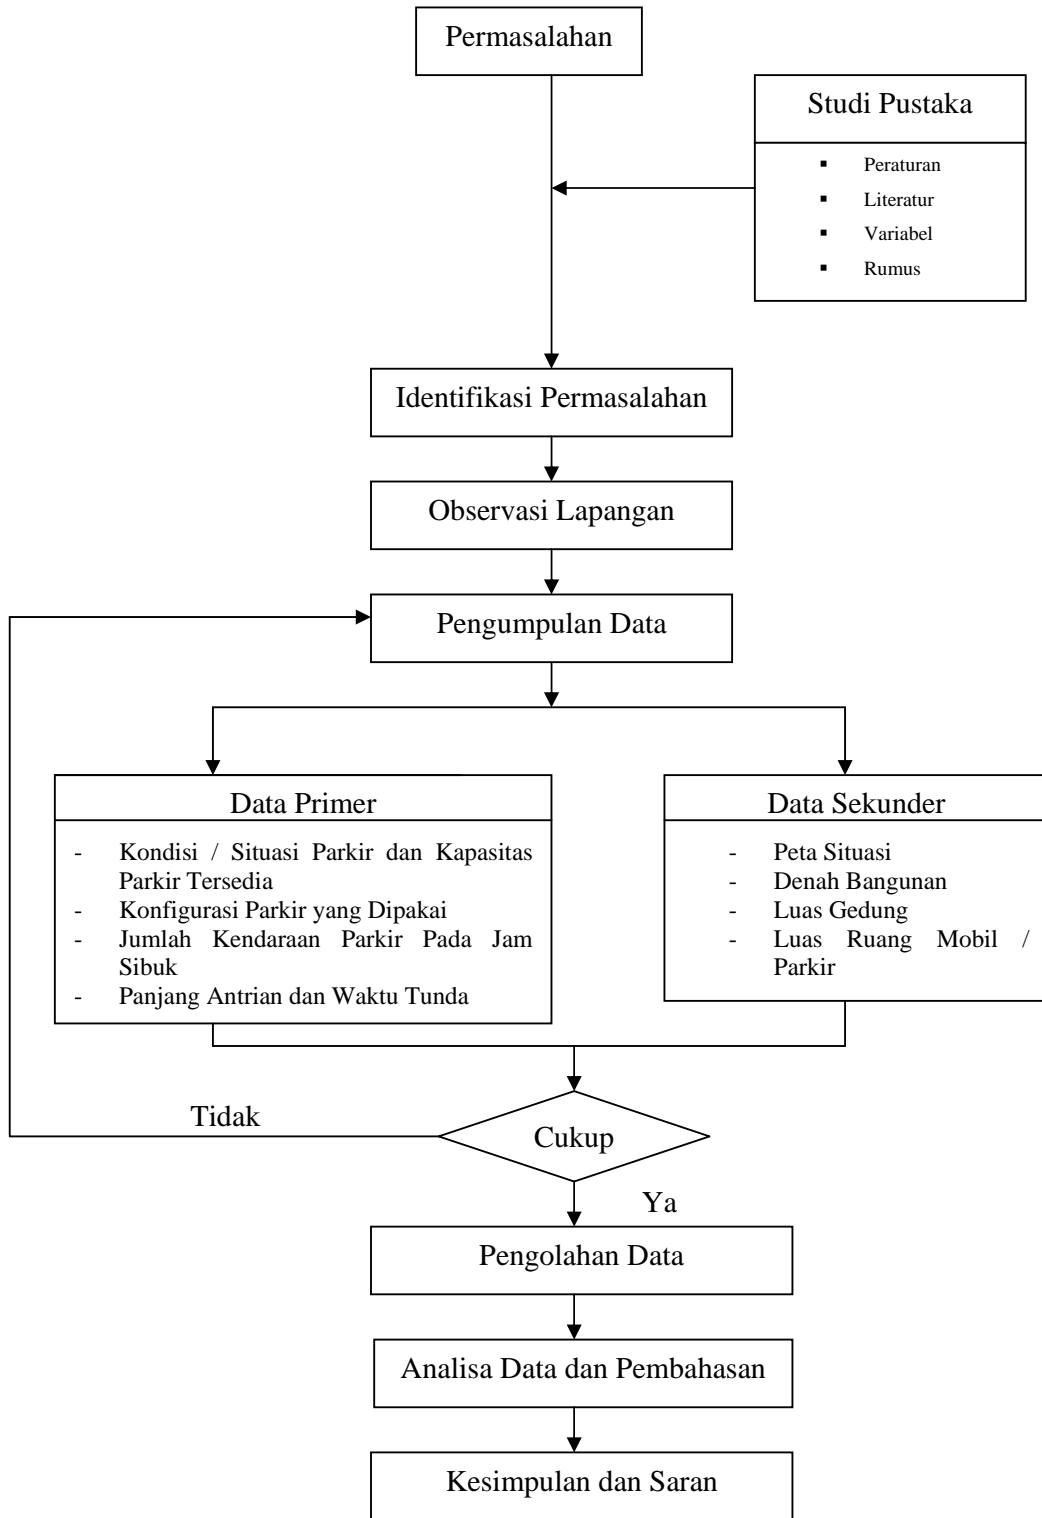 Permasalahan
Studi Pustaka
▪ Peraturan
▪ Literatur
▪ Variabel
▪ Rumus
Identifikasi Permasalahan
Observasi Lapangan
Pengumpulan Data
Data Primer
- Kondisi / Situasi Parkir dan Kapasitas
Parkir Tersedia
- Konfigurasi Parkir yang Dipakai
- Jumlah Kendaraan Parkir Pada Jam
Sibuk
- Panjang Antrian dan Waktu Tunda
Data Sekunder
- Peta Situasi
- Denah Bangunan
- Luas Gedung
- Luas Ruang Mobil /
Parkir
Tidak
Cukup
Ya
Pengolahan Data
Analisa Data dan Pembahasan
Kesimpulan dan Saran